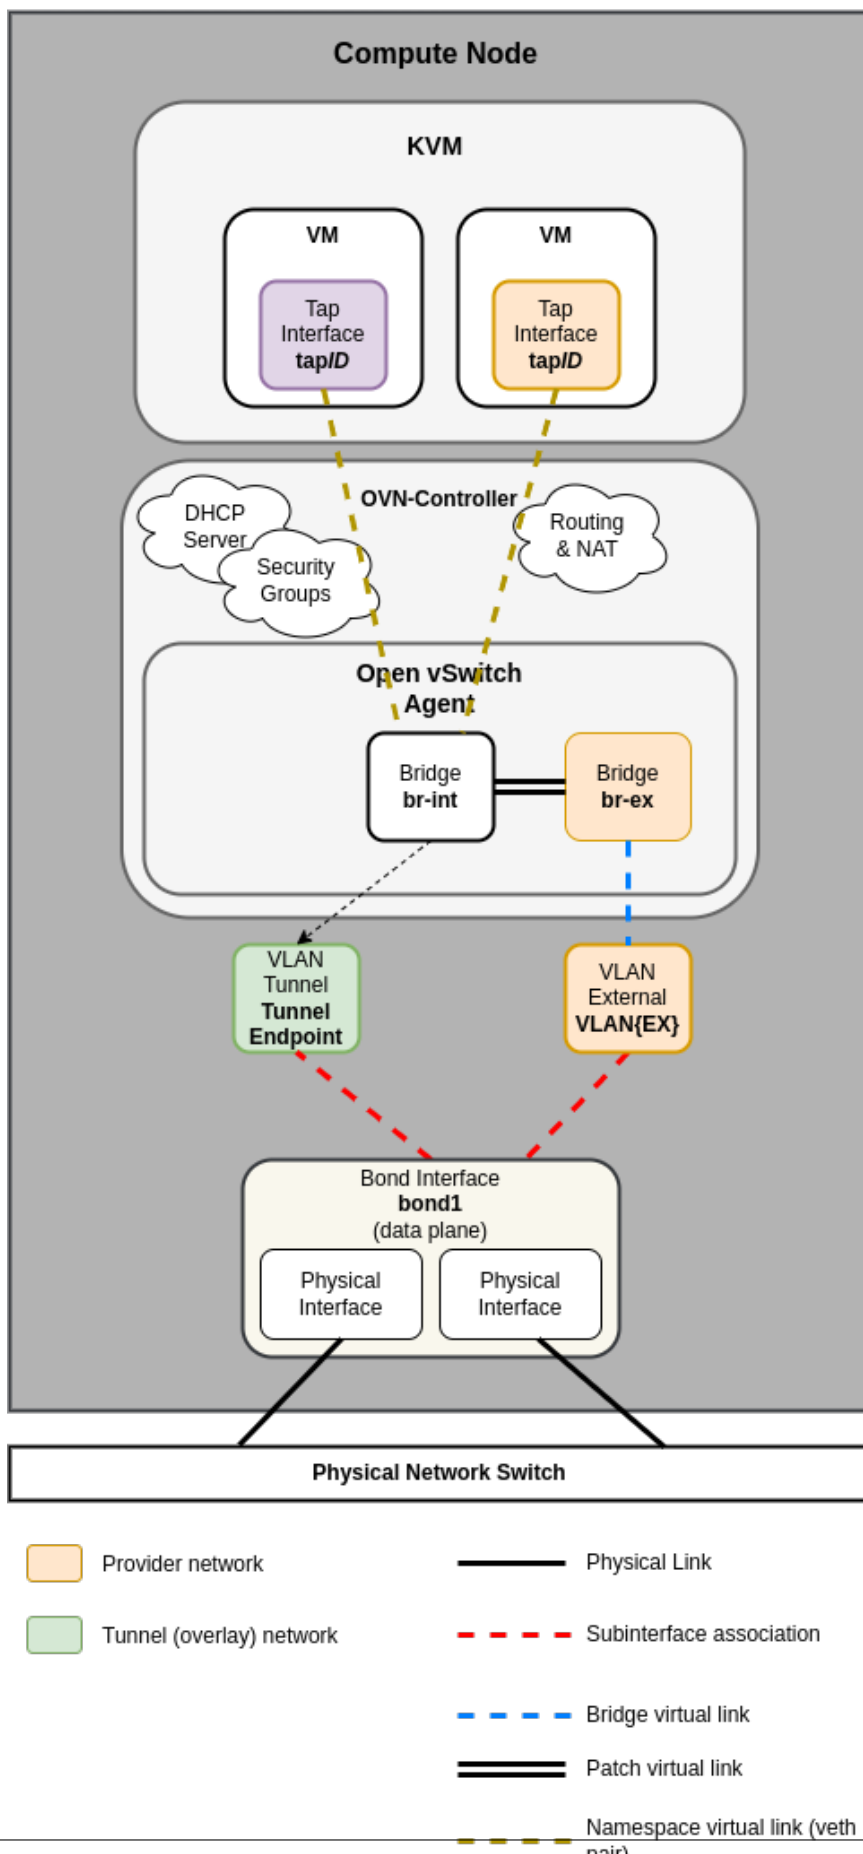 Compute Node
KVM
VM
VM
Tap
Interface
tapID
Tap
Interface
tapID
OVN-Controller
DHCP
Server
Security
Groups
Routing
& NAT
Open vSwitch
Agent
Bridge
br-int
Bridge
br-ex
VLAN
Tunnel
Tunnel
Endpoint
VLAN
External
VLAN{EX}
Bond Interface
bond1
(data plane)
Physical
Interface
Physical
Interface
Physical Network Switch
Provider network
Tunnel (overlay) network
Physical Link
Subinterface association
Bridge virtual link
Patch virtual link
Namespace virtual link (veth
pair)